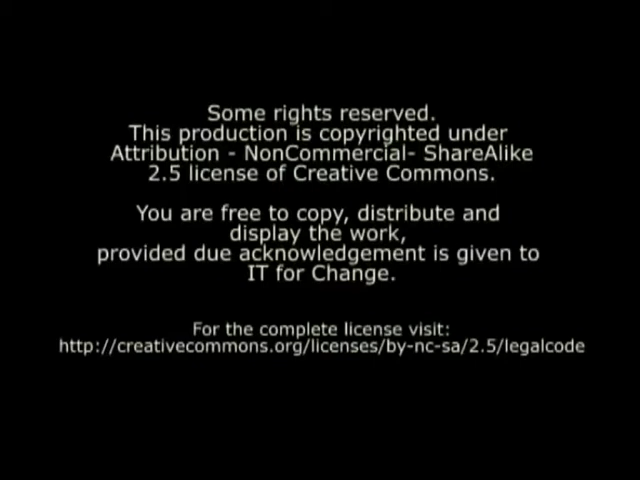 Some rights reserved.
This production is copyrighted under
Attribution - NonCommercial- ShareAlike
2.5 license of Creative Commons.
You are free to copy, distribute and
display the work,
provided due acknowledgement is given to
IT for Change.
For the complete license visit:
http://creativecommons.org/licenses/by-nc-sa/2.5/legalcode